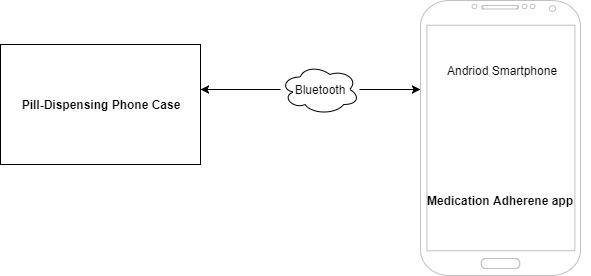 Andriod Smartphone
Bluetooth
Pill-Dispensing Phone Case
Medication Adherene app